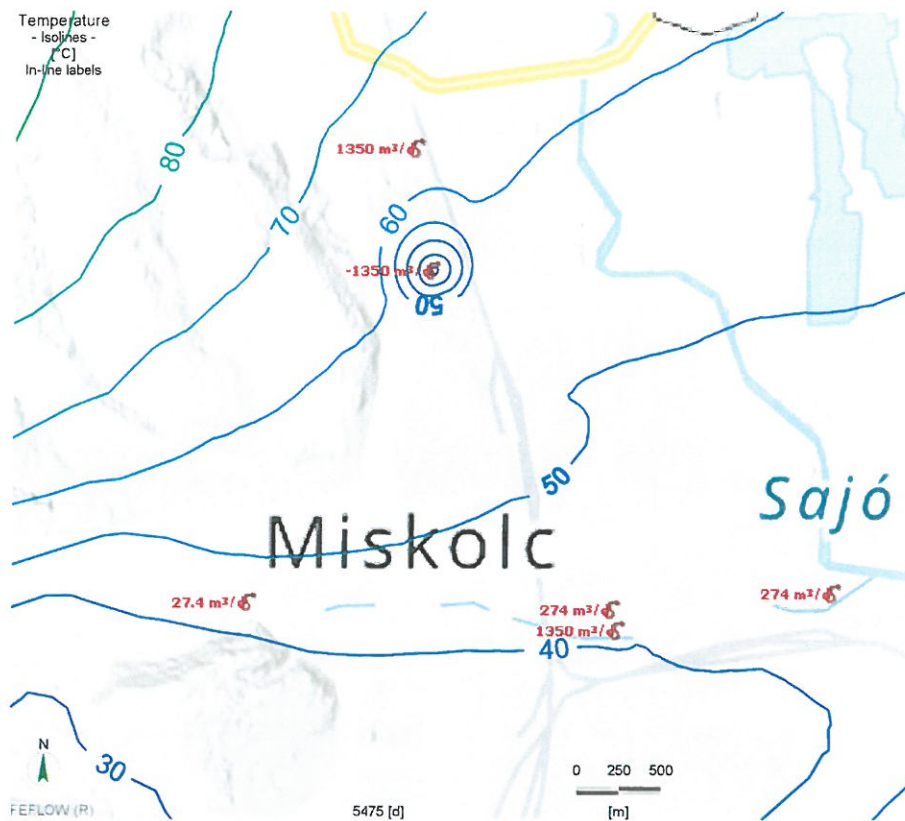 Temperature
- Isolines -
[°C]
In-line labels
80
70
60
1350 m³/d
-1350 m³/d
50
50
Sajó
Miskolc
27.4 m³/d
274 m³/d
1350 m³/d
274 m³/d
40
30
N
0 250 500
[m]
FEFLOW (R)
5475 [d]